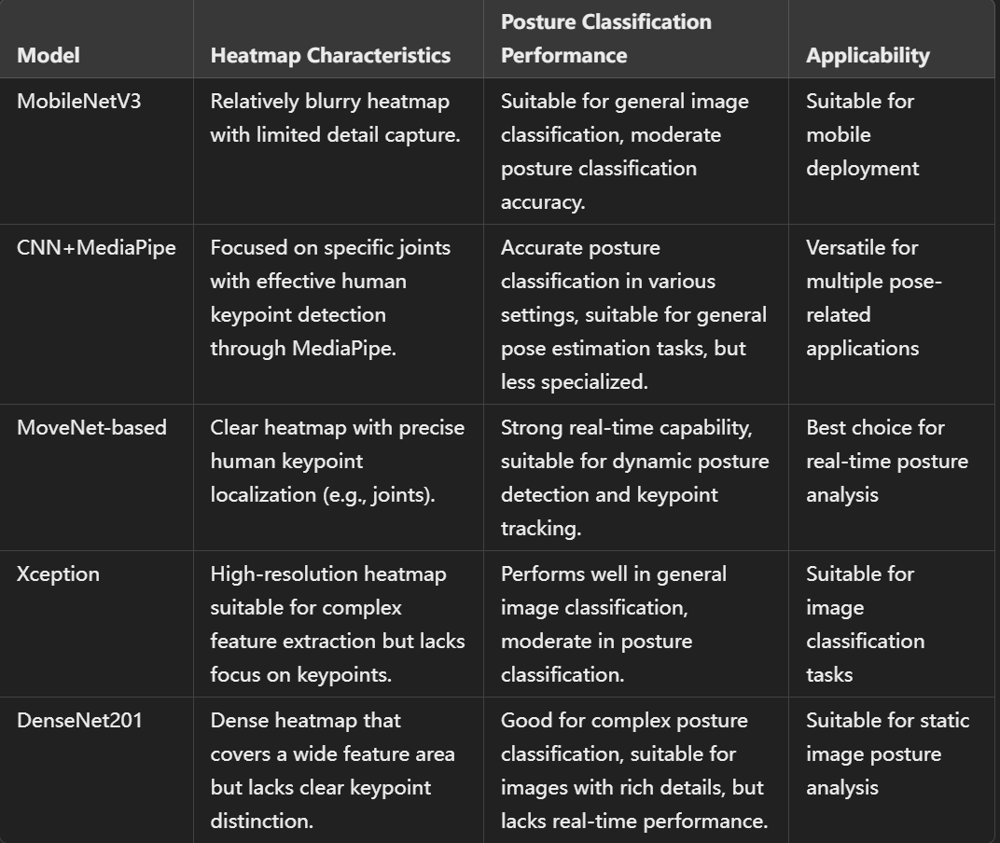 Model
Heatmap Characteristics
Posture Classification
Performance
Applicability
MobileNetV3
Relatively blurry heatmap
with limited detail capture.
Suitable for general image
classification, moderate
posture classification
accuracy.
Suitable for
mobile
deployment
CNN+MediaPipe
Focused on specific joints
with effective human
keypoint detection
through MediaPipe.
Accurate posture
classification in various
settings, suitable for general
pose estimation tasks, but
less specialized.
Versatile for
multiple pose-
related
applications
MoveNet-based
Clear heatmap with precise
human keypoint
localization (e.g., joints).
Strong real-time capability,
suitable for dynamic posture
detection and keypoint
tracking.
Best choice for
real-time posture
analysis
Xception
High-resolution heatmap
suitable for complex
feature extraction but lacks
focus on keypoints.
Performs well in general
image classification,
moderate in posture
classification.
Suitable for
image
classification
tasks
DenseNet201
Dense heatmap that
covers a wide feature area
but lacks clear keypoint
distinction.
Good for complex posture
classification, suitable for
images with rich details, but
lacks real-time performance.
Suitable for static
image posture
analysis